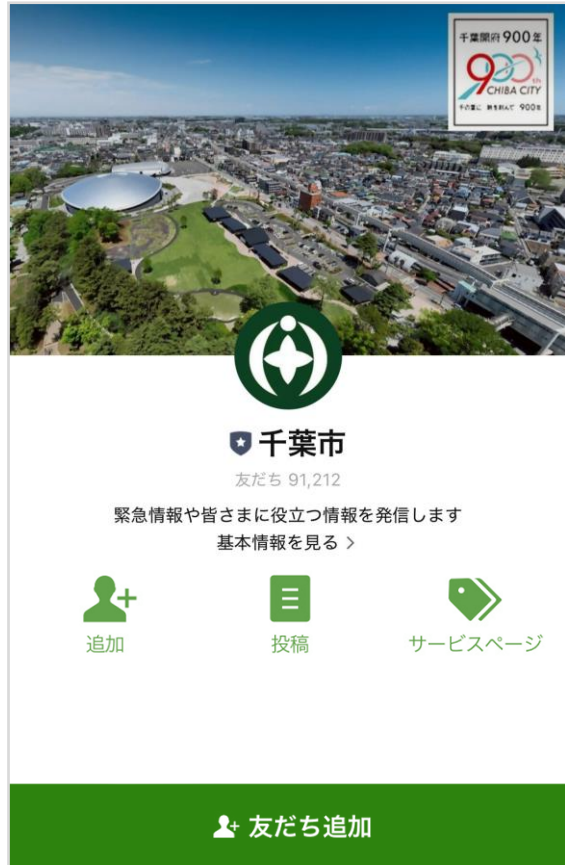 千葉開府900年
900th
CHIBA CITY
千葉市
友だち 91,212
緊急情報や皆さまに役立つ情報を発信します
基本情報を見る >
追加
投稿
サービスページ
友だち追加